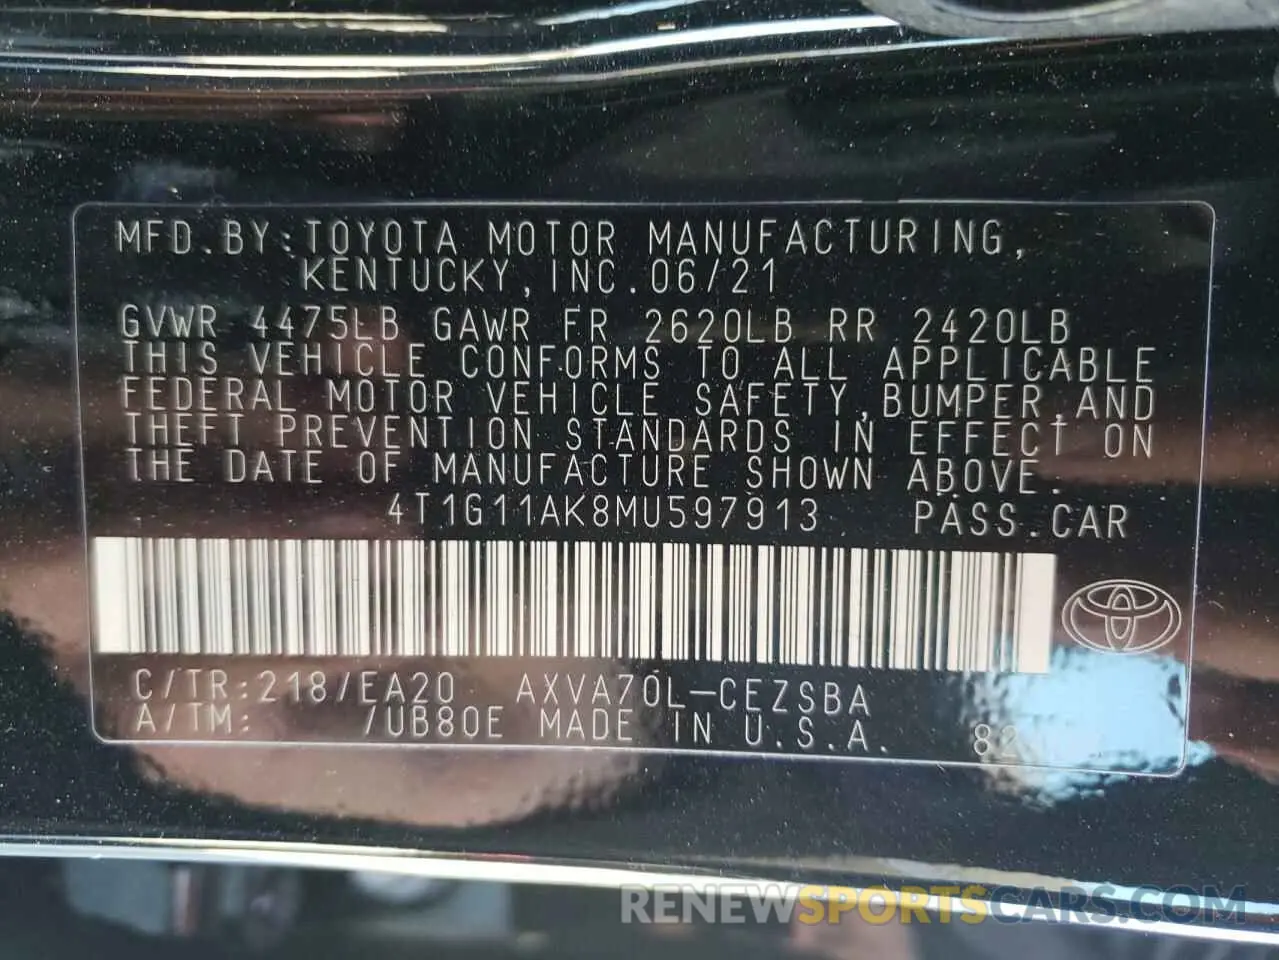 MFD.BY:TOYOTA MOTOR MANUFACTURING,
KENTUCKY,INC.06/21
GVWR 4475LB GAWR FR 2620LB RR 2420LB
THIS VEHICLE CONFORMS TO ALL APPLICABLE
FEDERAL MOTOR VEHICLE SAFETY,BUMPER,AND
THEFT PREVENTION STANDARDS IN EFFECT ON
THE DATE OF MANUFACTURE SHOWN ABOVE.
4T1G11AK8MU597913 PASS.CAR
C/TR:218/EA20 AXVA70L-CEZSBA
A/TM: /UB80E MADE IN U.S.A.
RENEWSPORTSCARS.COM